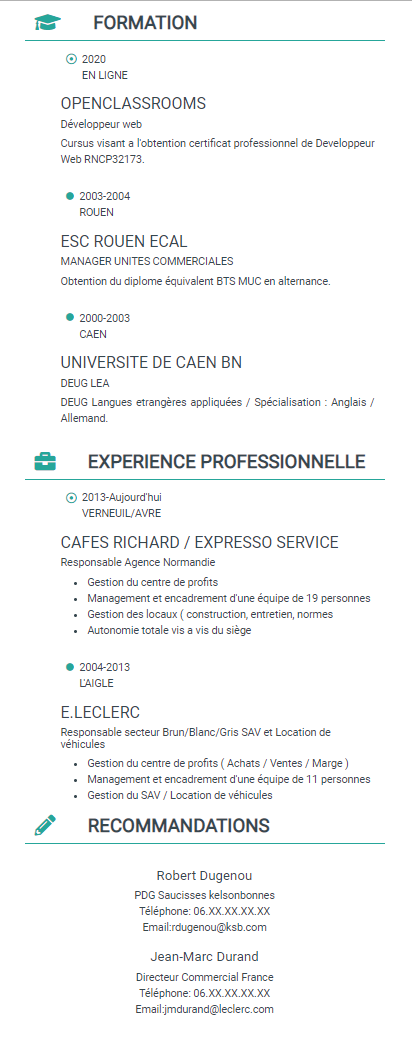 FORMATION
2020
EN LIGNE
OPENCLASSROOMS
Développeur web
Cursus visant a l'obtention certificat professionnel de Developpeur
Web RNCP32173.
2003-2004
ROUEN
ESC ROUEN ECAL
MANAGER UNITES COMMERCIALES
Obtention du diplome équivalent BTS MUC en alternance.
2000-2003
CAEN
UNIVERSITE DE CAEN BN
DEUG LEA
DEUG Langues etrangères appliquées / Spécialisation : Anglais /
Allemand.
EXPERIENCE PROFESSIONNELLE
2013-Aujourd'hui
VERNEUIL/AVRE
CAFES RICHARD / EXPRESSO SERVICE
Responsable Agence Normandie
• Gestion du centre de profits
• Management et encadrement d'une équipe de 19 personnes
• Gestion des locaux ( construction, entretien, normes
• Autonomie totale vis a vis du siège
2004-2013
L'AIGLE
E.LECLERC
Responsable secteur Brun/Blanc/Gris SAV et Location de
véhicules
• Gestion du centre de profits ( Achats / Ventes / Marge )
• Management et encadrement d'une équipe de 11 personnes
• Gestion du SAV / Location de véhicules
RECOMMANDATIONS
Robert Dugenou
PDG Saucisses kelsonbonnes
Téléphone: 06.XX.XX.XX.XX
Email:rdugenou@ksb.com
Jean-Marc Durand
Directeur Commercial France
Téléphone: 06.XX.XX.XX.XX
Email:jmdurand@leclerc.com